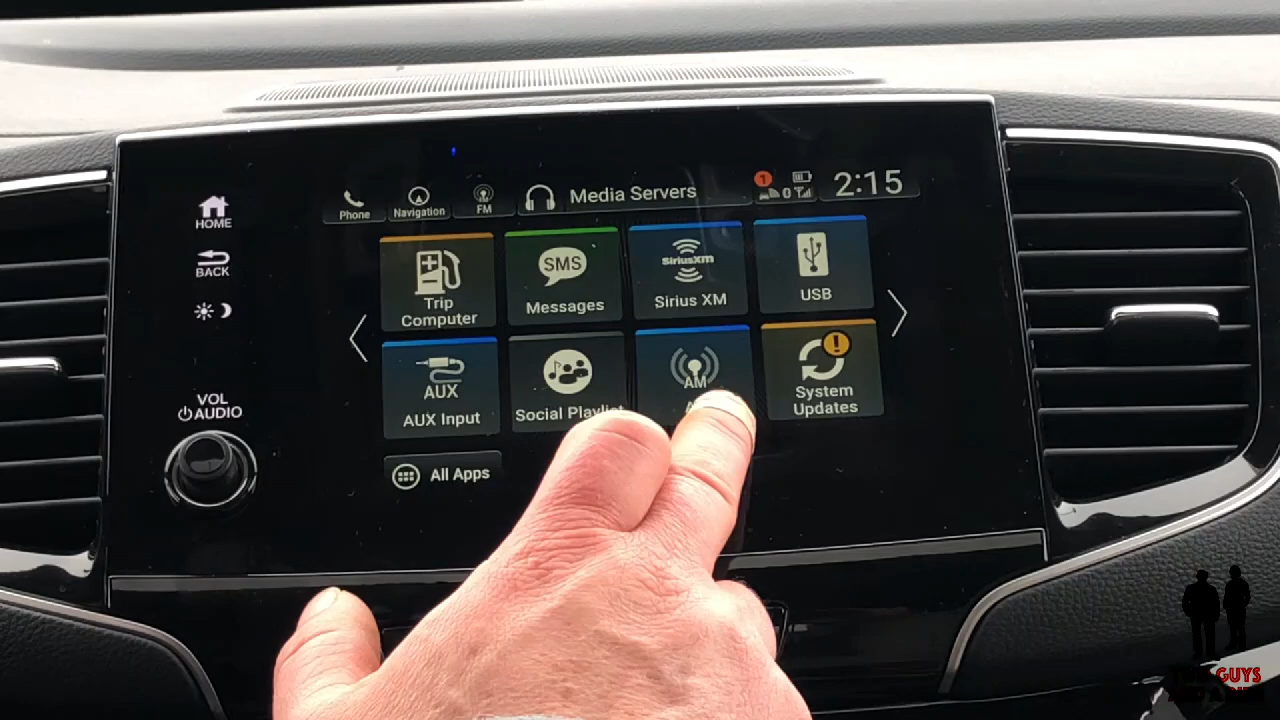 HOME
BACK
VOL
AUDIO
Phone
Navigation
FM
Media Servers
1
0
2:15
Trip
Computer
SMS
Messages
SiriusXM
Sirius XM
USB
AUX
AUX Input
Social Playlist
AM
!
System
Updates
All Apps
GUYS